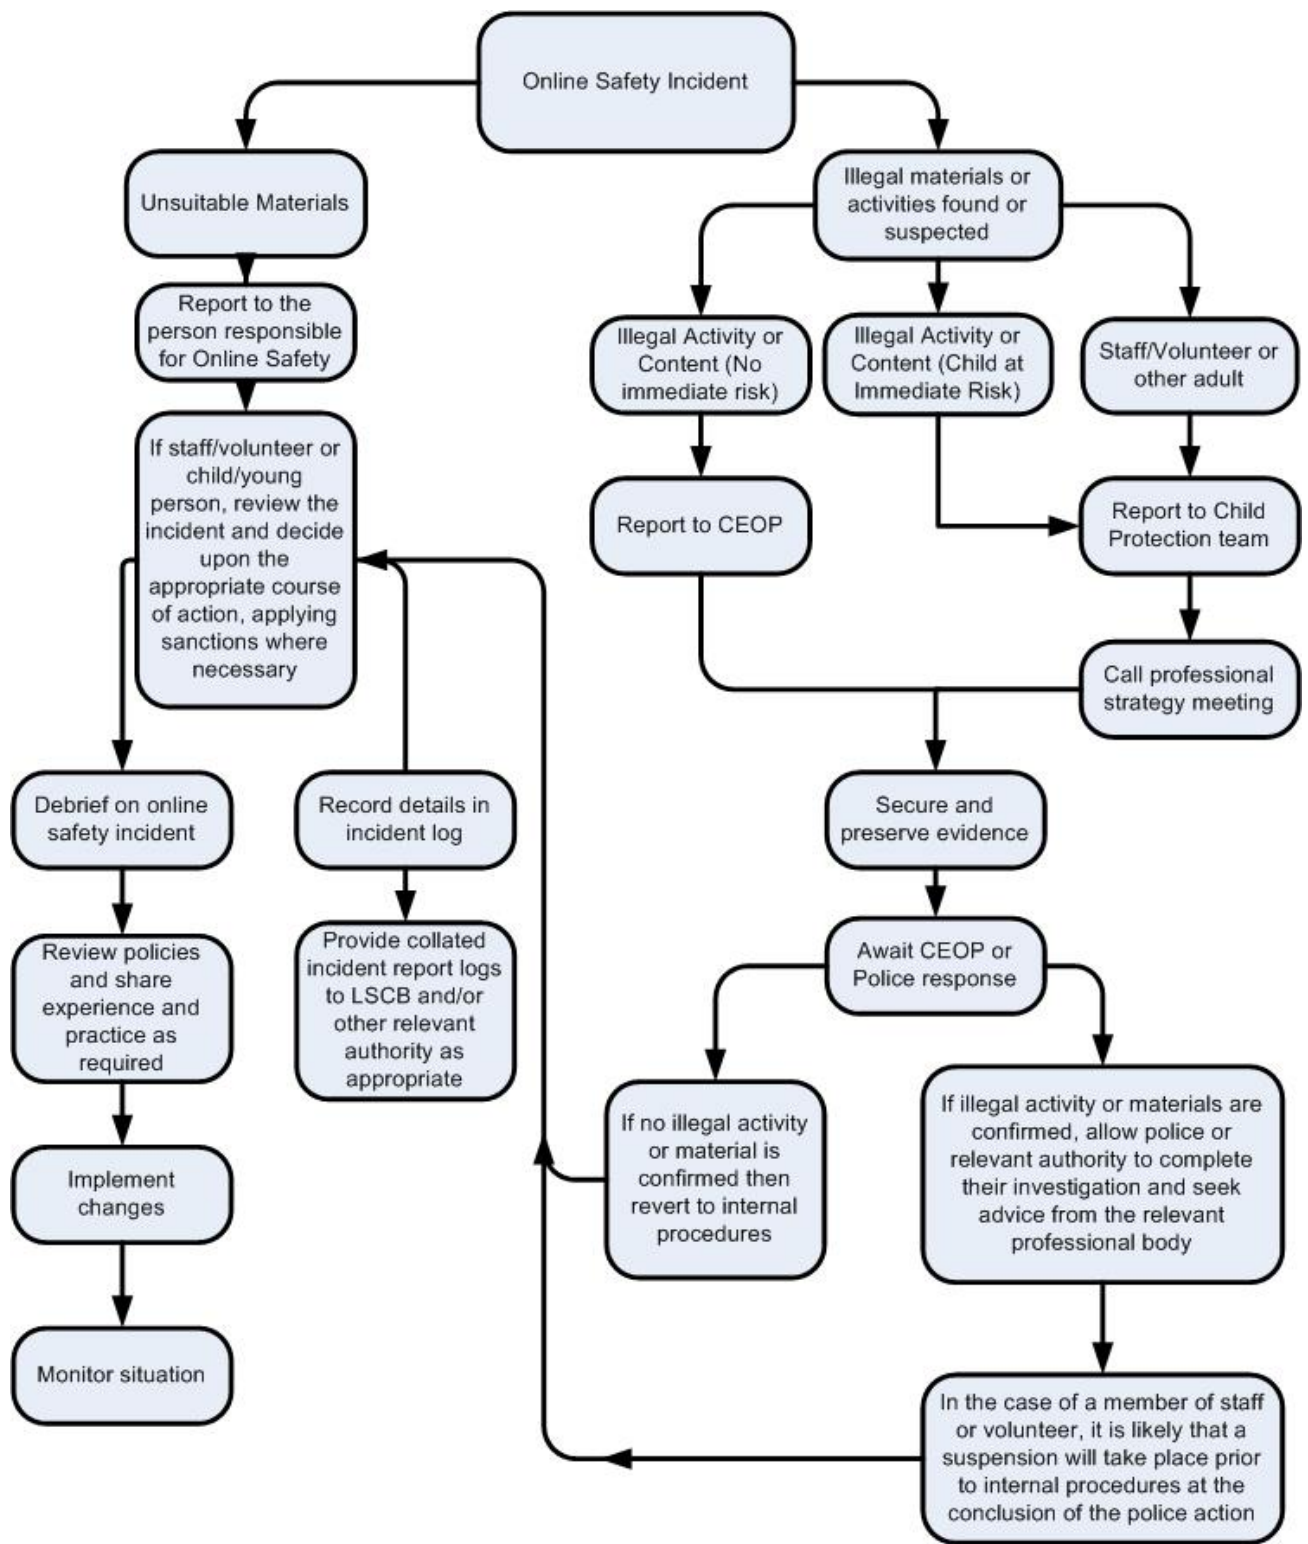 Online Safety Incident
Unsuitable Materials
Report to the
person responsible
for Online Safety
If staff/volunteer or
child/young
person, review the
incident and decide
upon the
appropriate course
of action, applying
sanctions where
necessary
Debrief on online
safety incident
Review policies
and share
experience and
practice as
required
Implement
changes
Monitor situation
Record details in
incident log
Provide collated
incident report logs
to LSCB and/or
other relevant
authority as
appropriate
Illegal materials or
activities found or
suspected
Illegal Activity or
Content (No
immediate risk)
Illegal Activity or
Content (Child at
Immediate Risk)
Staff/Volunteer or
other adult
Report to CEOP
Report to Child
Protection team
Call professional
strategy meeting
Secure and
preserve evidence
Await CEOP or
Police response
If no illegal activity
or material is
confirmed then
revert to internal
procedures
If illegal activity or materials are
confirmed, allow police or
relevant authority to complete
their investigation and seek
advice from the relevant
professional body
In the case of a member of staff
or volunteer, it is likely that a
suspension will take place prior
to internal procedures at the
conclusion of the police action